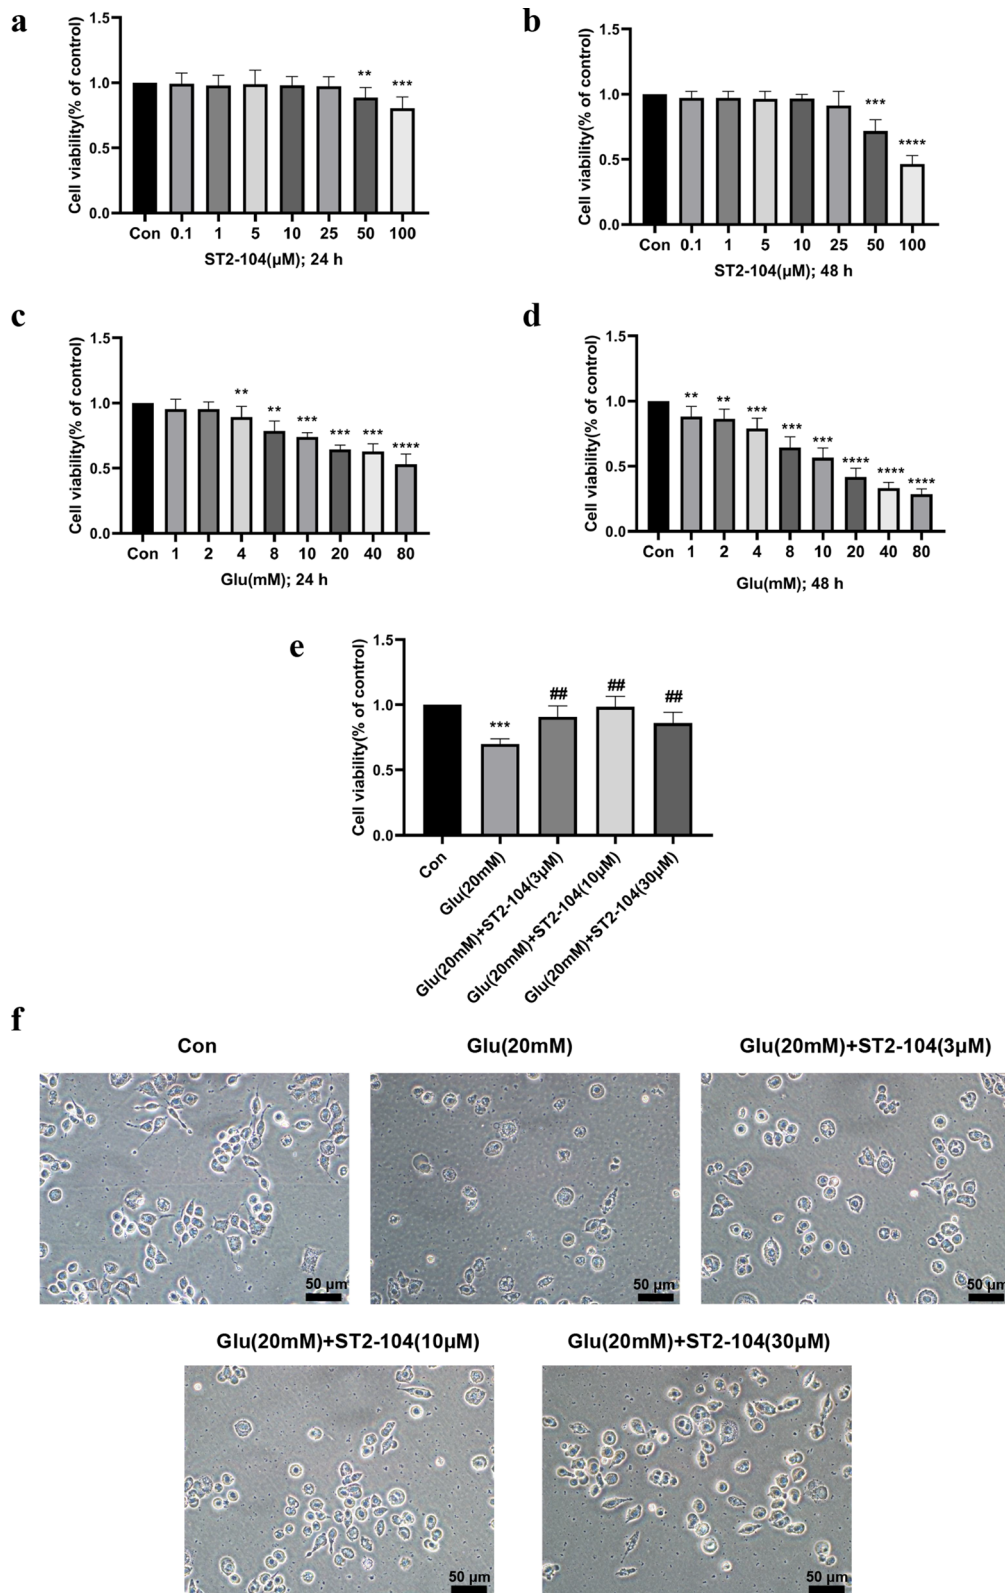 a
Cell viability(% of control)
1.5
1.0
0.5
0.0
** ***
Con 0.1 1 5 10 25 50 100
ST2-104(μM); 24 h
b
Cell viability(% of control)
1.5
1.0
0.5
0.0
*** ****
Con 0.1 1 5 10 25 50 100
ST2-104(μM); 48 h
c
Cell viability(% of control)
1.5
1.0
0.5
0.0
** ** *** *** *** ****
Con 1 2 4 8 10 20 40 80
Glu(mM); 24 h
d
Cell viability(% of control)
1.5
1.0
0.5
0.0
** ** *** *** *** **** **** ****
Con 1 2 4 8 10 20 40 80
Glu(mM); 48 h
e
Cell viability(% of control)
1.5
1.0
0.5
0.0
*** ## ## ##
Con
Glu(20mM)
Glu(20mM)+ST2-104(3μM)
Glu(20mM)+ST2-104(10μM)
Glu(20mM)+ST2-104(30μM)
f
Con
Glu(20mM)
Glu(20mM)+ST2-104(3μM)
50 μm
50 μm
50 μm
Glu(20mM)+ST2-104(10μM)
Glu(20mM)+ST2-104(30μM)
50 μm
50 μm